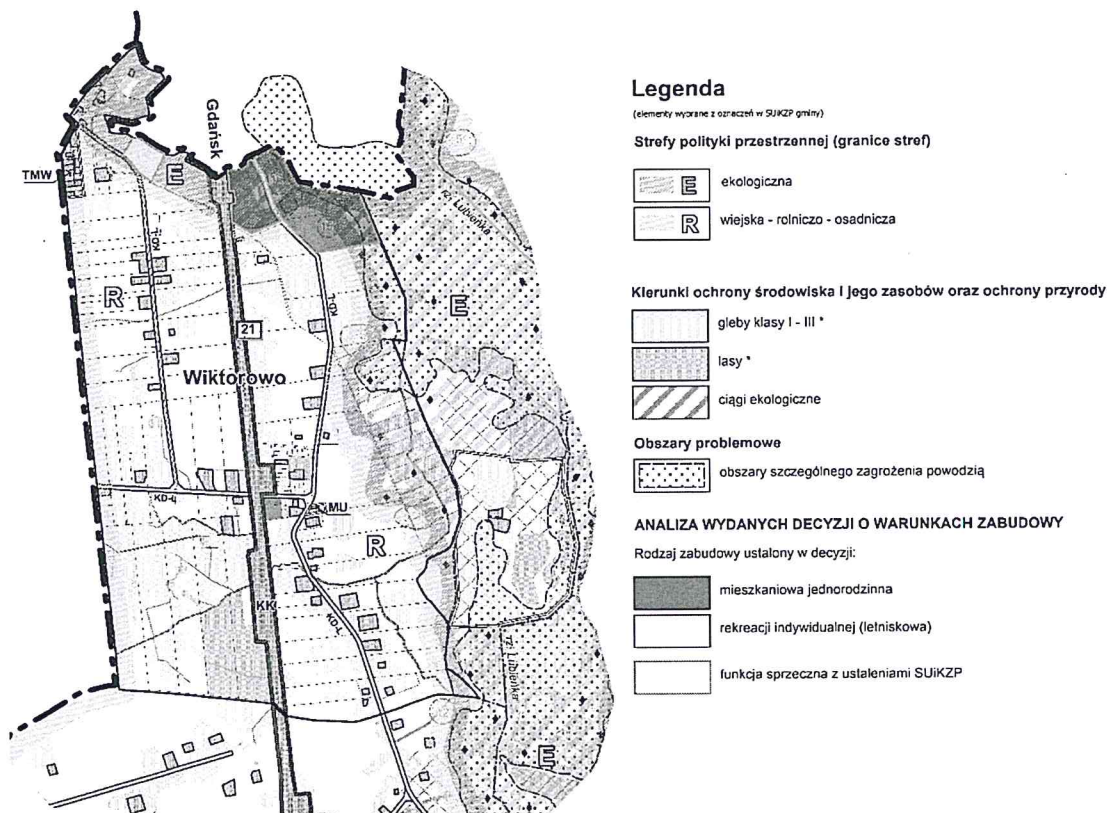 Gdańsk
TMW
E
KD-L
R
21
Wiktorowo
KD-L
rz. Lubieńka
E
KD-L
MU
R
KK
KD-L
rz. Lubieńka
E
Legenda
(elementy wybrane z oznaczeń w SUiKZP gminy)
Strefy polityki przestrzennej (granice stref)
E ekologiczna
R wiejska - rolniczo - osadnicza
Kierunki ochrony środowiska i jego zasobów oraz ochrony przyrody
gleby klasy I - III *
lasy *
ciągi ekologiczne
Obszary problemowe
obszary szczególnego zagrożenia powodzią
ANALIZA WYDANYCH DECYZJI O WARUNKACH ZABUDOWY
Rodzaj zabudowy ustalony w decyzji:
mieszkaniowa jednorodzinna
rekreacji indywidualnej (letniskowa)
funkcja sprzeczna z ustaleniami SUiKZP